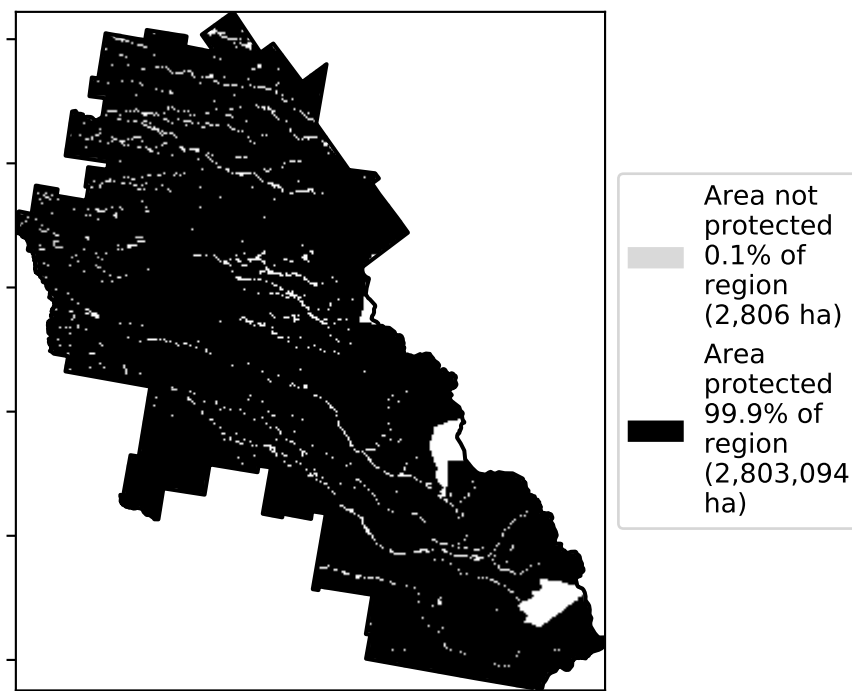 Area not
protected
0.1% of
region
(2,806 ha)
Area
protected
99.9% of
region
(2,803,094
ha)